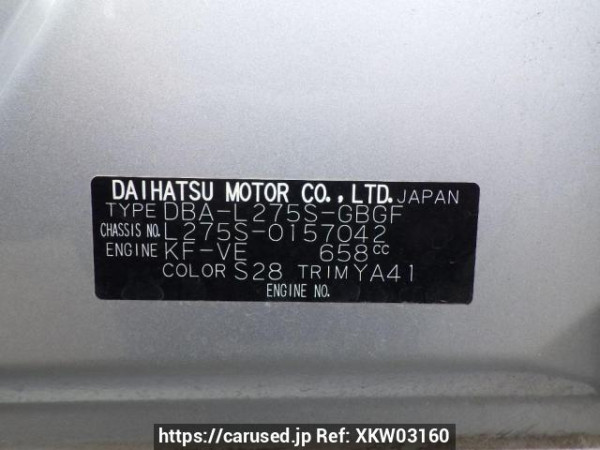 DAIHATSU MOTOR CO., LTD. JAPAN
TYPE DBA-L275S-GBGF
CHASSIS NO. L275S-0157042
ENGINE KF-VE 658cc
COLOR S28 TRIM YA41
ENGINE NO.
https://carused.jp Ref: XKW03160